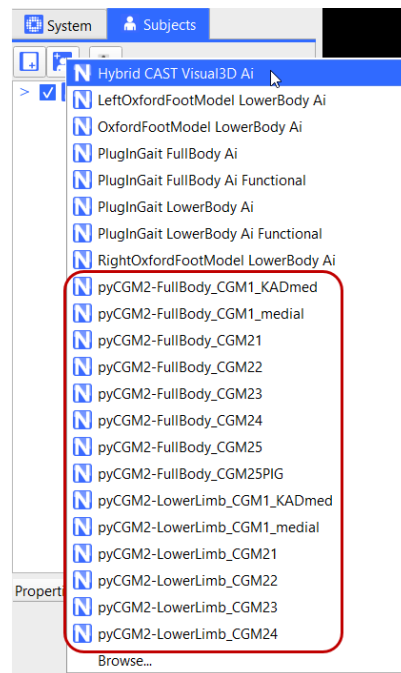 System Subjects
Hybrid CAST Visual3D Ai
LeftOxfordFootModel LowerBody Ai
OxfordFootModel LowerBody Ai
PlugInGait FullBody Ai
PlugInGait FullBody Ai Functional
PlugInGait LowerBody Ai
PlugInGait LowerBody Ai Functional
RightOxfordFootModel LowerBody Ai
pyCGM2-FullBody_CGM1_KADmed
pyCGM2-FullBody_CGM1_medial
pyCGM2-FullBody_CGM21
pyCGM2-FullBody_CGM22
pyCGM2-FullBody_CGM23
pyCGM2-FullBody_CGM24
pyCGM2-FullBody_CGM25
pyCGM2-FullBody_CGM25PIG
pyCGM2-LowerLimb_CGM1_KADmed
pyCGM2-LowerLimb_CGM1_medial
pyCGM2-LowerLimb_CGM21
pyCGM2-LowerLimb_CGM22
pyCGM2-LowerLimb_CGM23
pyCGM2-LowerLimb_CGM24
Browse...